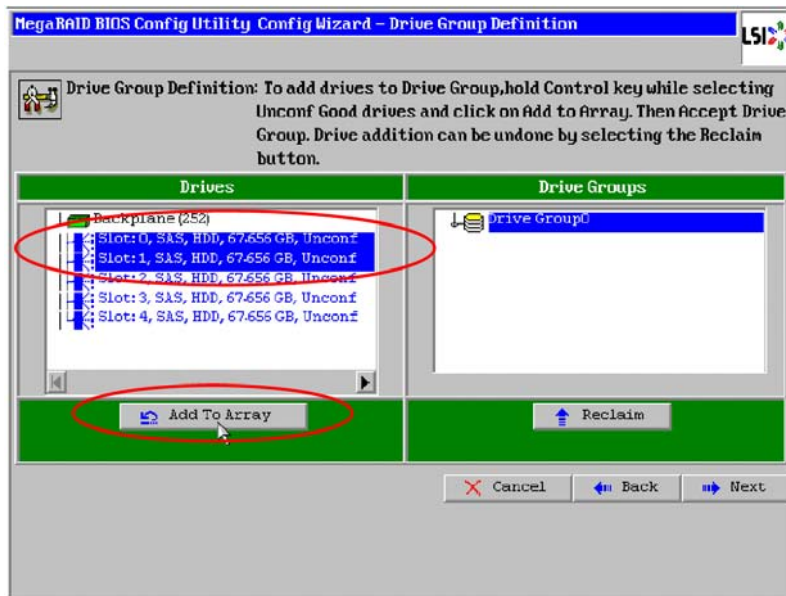 MegaRAID BIOS Config Utility Config Wizard – Drive Group Definition
LSI
Drive Group Definition: To add drives to Drive Group,hold Control key while selecting
Unconf Good drives and click on Add to Array. Then Accept Drive
Group. Drive addition can be undone by selecting the Reclaim
button.
Drives
Backplane (252)
Slot: 0, SAS, HDD, 67.656 GB, Unconf
Slot: 1, SAS, HDD, 67.656 GB, Unconf
Slot: 2, SAS, HDD, 67.656 GB, Unconf
Slot: 3, SAS, HDD, 67.656 GB, Unconf
Slot: 4, SAS, HDD, 67.656 GB, Unconf
Add To Array
Drive Groups
Drive Group0
Reclaim
Cancel
Back
Next